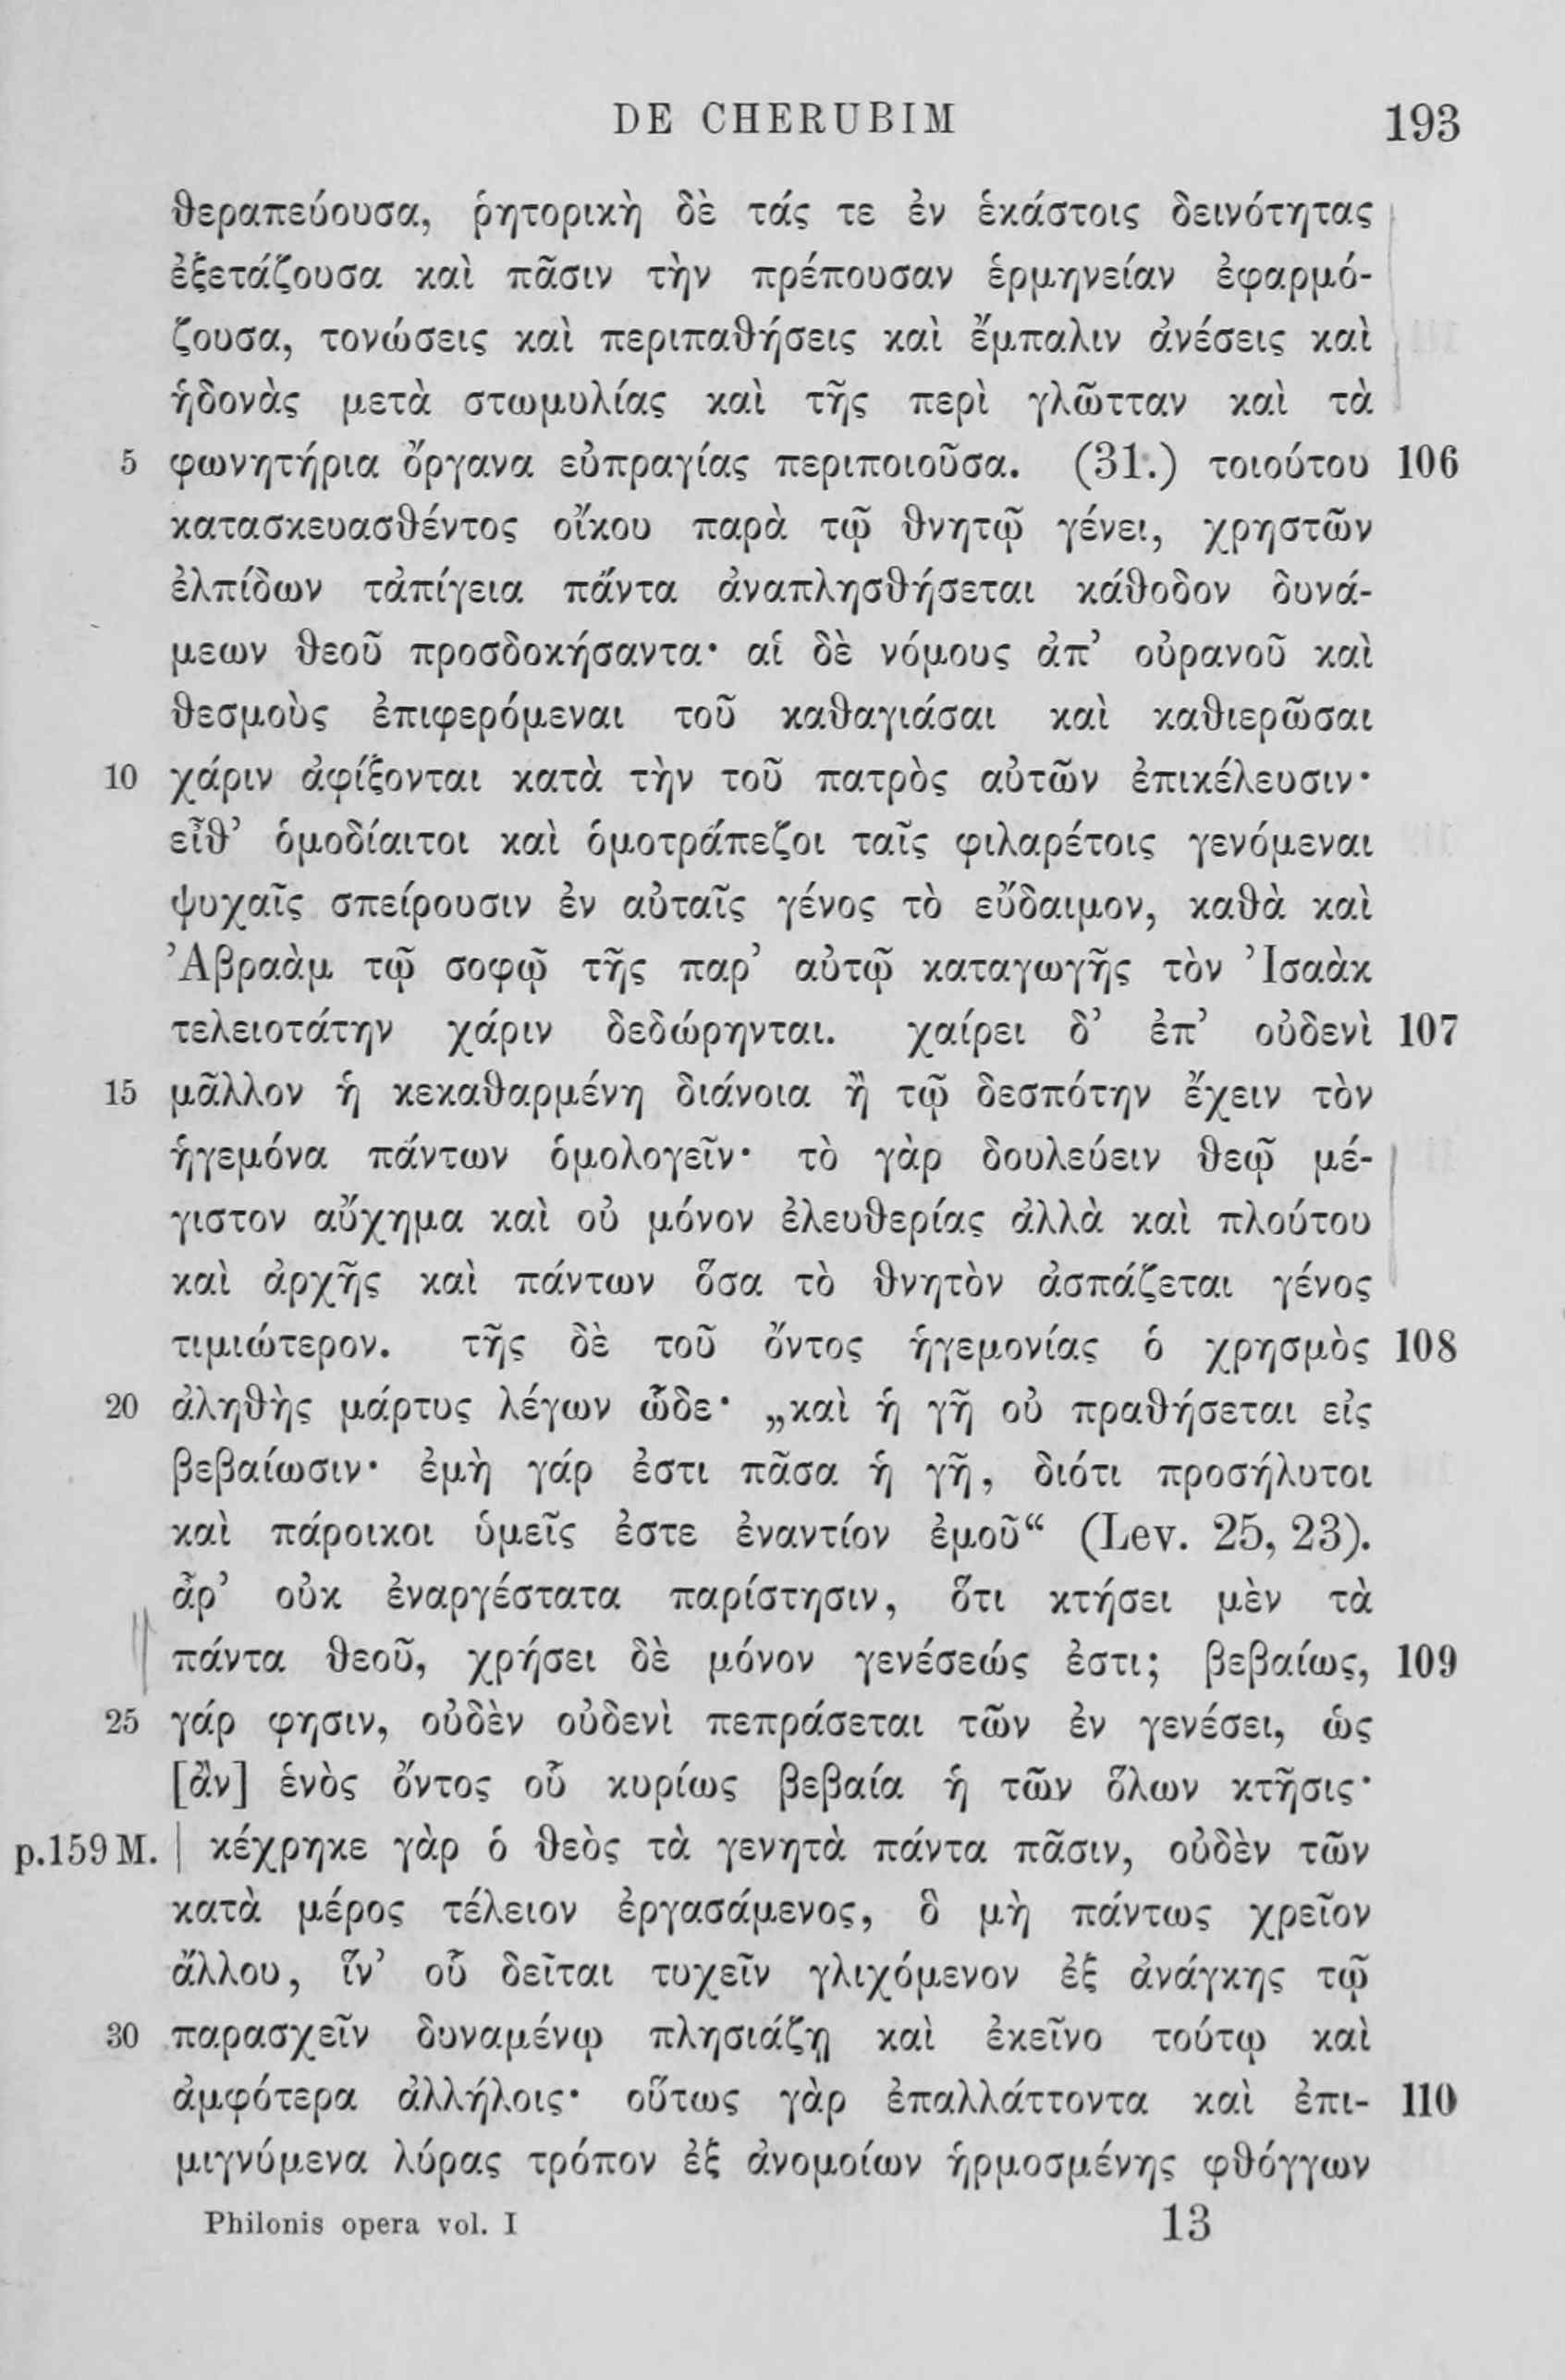 DE CHERUBIM 193
θεραπεύουσα, ῥητορικὴ δὲ τάς τε ἐν ἑκάστοις δεινότητας
ἐξετάζουσα καὶ πᾶσιν τὴν πρέπουσαν ἑρμηνείαν ἐφαρμό-
ζουσα, τονώσεις καὶ περιπαθήσεις καὶ ἔμπαλιν ἀνέσεις καὶ
ἡδονὰς μετὰ στωμυλίας καὶ τῆς περὶ γλῶτταν καὶ τὰ
5 φωνητήρια ὄργανα εὐπραγίας περιποιοῦσα. (31.) τοιούτου 106
κατασκευασθέντος οἴκου παρὰ τῷ θνητῷ γένει, χρηστῶν
ἐλπίδων τἀπίγεια πάντα ἀναπλησθήσεται κάθοδον δυνά-
μεων θεοῦ προσδοκήσαντα· αἱ δὲ νόμους ἀπ’ οὐρανοῦ καὶ
θεσμοὺς ἐπιφερόμεναι τοῦ καθαγιάσαι καὶ καθιερῶσαι
10 χάριν ἀφίξονται κατὰ τὴν τοῦ πατρὸς αὐτῶν ἐπικέλευσιν·
εἶθ’ ὁμοδίαιτοι καὶ ὁμοτράπεζοι ταῖς φιλαρέτοις γενόμεναι
ψυχαῖς σπείρουσιν ἐν αὐταῖς γένος τὸ εὔδαιμον, καθὰ καὶ
Ἀβραὰμ τῷ σοφῷ τῆς παρ’ αὐτῷ καταγωγῆς τὸν Ἰσαὰκ
τελειοτάτην χάριν δεδώρηνται. χαίρει δ’ ἐπ’ οὐδενὶ 107
15 μᾶλλον ἡ κεκαθαρμένη διάνοια ἢ τῷ δεσπότην ἔχειν τὸν
ἡγεμόνα πάντων ὁμολογεῖν· τὸ γὰρ δουλεύειν θεῷ μέ-
γιστον αὔχημα καὶ οὐ μόνον ἐλευθερίας ἀλλὰ καὶ πλούτου
καὶ ἀρχῆς καὶ πάντων ὅσα τὸ θνητὸν ἀσπάζεται γένος
τιμιώτερον. τῆς δὲ τοῦ ὄντος ἡγεμονίας ὁ χρησμὸς 108
20 ἀληθὴς μάρτυς λέγων ὧδε· „καὶ ἡ γῆ οὐ πραθήσεται εἰς
βεβαίωσιν· ἐμὴ γάρ ἐστι πᾶσα ἡ γῆ, διότι προσήλυτοι
καὶ πάροικοι ὑμεῖς ἐστε ἐναντίον ἐμοῦ“ (Lev. 25, 23).
ἆρ’ οὐκ ἐναργέστατα παρίστησιν, ὅτι κτήσει μὲν τὰ
πάντα θεοῦ, χρήσει δὲ μόνον γενέσεώς ἐστι; βεβαίως, 109
25 γάρ φησιν, οὐδὲν οὐδενὶ πεπράσεται τῶν ἐν γενέσει, ὡς
[ἂν] ἑνὸς ὄντος οὗ κυρίως βεβαία ἡ τῶν ὅλων κτῆσις·
p.159 M. | κέχρηκε γὰρ ὁ θεὸς τὰ γενητὰ πάντα πᾶσιν, οὐδὲν τῶν
κατὰ μέρος τέλειον ἐργασάμενος, ὃ μὴ πάντως χρεῖον
ἄλλου, ἵν’ οὗ δεῖται τυχεῖν γλιχόμενον ἐξ ἀνάγκης τῷ
30 παρασχεῖν δυναμένῳ πλησιάζῃ καὶ ἐκεῖνο τούτῳ καὶ
ἀμφότερα ἀλλήλοις· οὕτως γὰρ ἐπαλλάττοντα καὶ ἐπι- 110
μιγνύμενα λύρας τρόπον ἐξ ἀνομοίων ἡρμοσμένης φθόγγων
Philonis opera vol. I 13